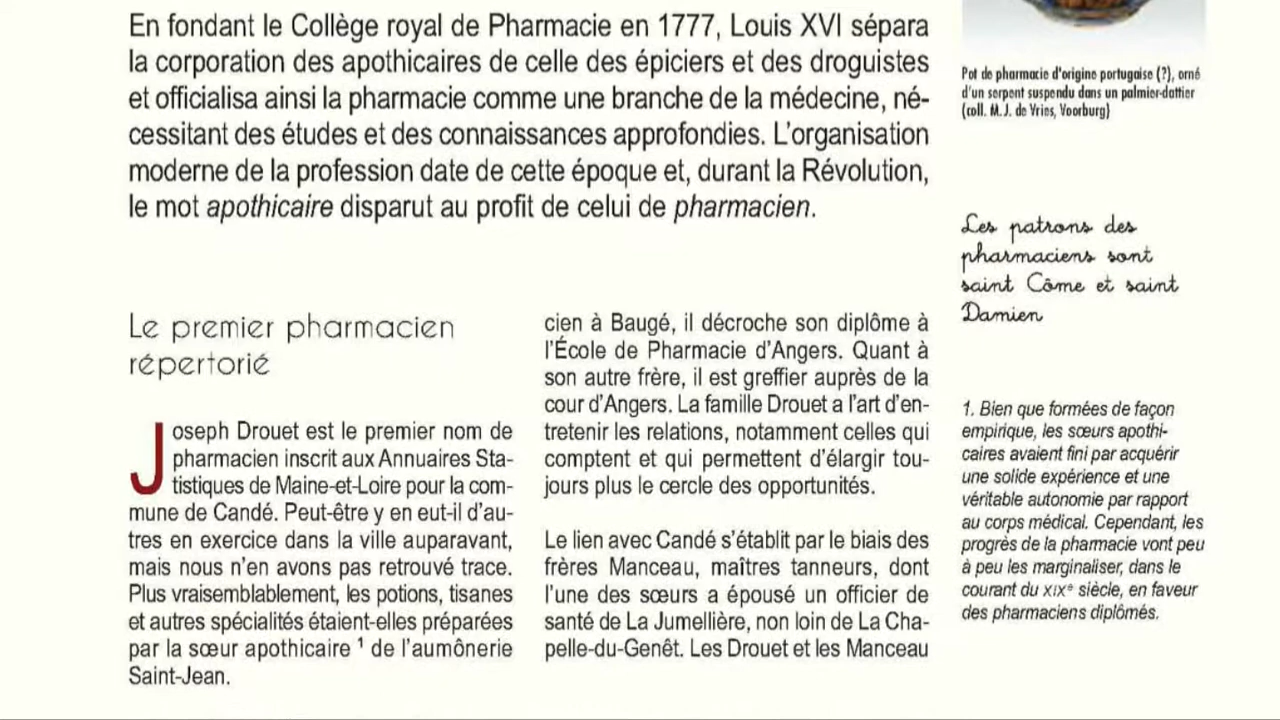 En fondant le Collège royal de Pharmacie en 1777, Louis XVI sépara
la corporation des apothicaires de celle des épiciers et des droguistes
et officialisa ainsi la pharmacie comme une branche de la médecine, né-
cessitant des études et des connaissances approfondies. L'organisation
moderne de la profession date de cette époque et, durant la Révolution,
le mot apothicaire disparut au profit de celui de pharmacien.
Le premier pharmacien
répertorié
Joseph Drouet est le premier nom de
pharmacien inscrit aux Annuaires Sta-
tistiques de Maine-et-Loire pour la com-
mune de Candé. Peut-être y en eut-il d'au-
tres en exercice dans la ville auparavant,
mais nous n'en avons pas retrouvé trace.
Plus vraisemblablement, les potions, tisanes
et autres spécialités étaient-elles préparées
par la sœur apothicaire ¹ de l'aumônerie
Saint-Jean.
cien à Baugé, il décroche son diplôme à
l'École de Pharmacie d'Angers. Quant à
son autre frère, il est greffier auprès de la
cour d'Angers. La famille Drouet a l'art d'en-
tretenir les relations, notamment celles qui
comptent et qui permettent d'élargir tou-
jours plus le cercle des opportunités.
Le lien avec Candé s'établit par le biais des
frères Manceau, maîtres tanneurs, dont
l'une des sœurs a épousé un officier de
santé de La Jumellière, non loin de La Cha-
pelle-du-Genêt. Les Drouet et les Manceau
Pot de pharmacie d'origine portugaise (?), orné
d'un serpent suspendu dans un palmier-dattier
(coll. M.J. de Vries, Voorburg)
Les patrons des
pharmaciens sont
saint Côme et saint
Damien
1. Bien que formées de façon
empirique, les sœurs apothi-
caires avaient fini par acquérir
une solide expérience et une
véritable autonomie par rapport
au corps médical. Cependant, les
progrès de la pharmacie vont peu
à peu les marginaliser, dans le
courant du XIXᵉ siècle, en faveur
des pharmaciens diplômés.